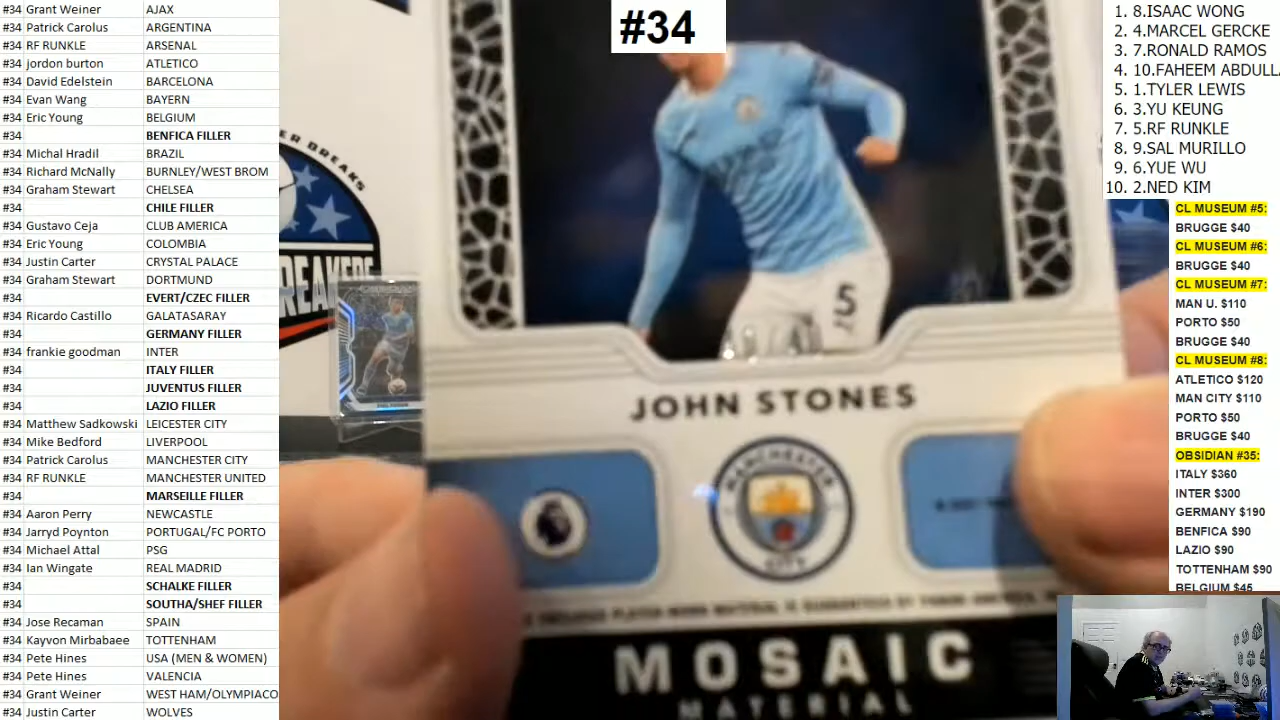 #34 Grant Weiner AJAX
#34 Patrick Carolus ARGENTINA
#34 RF RUNKLE ARSENAL
#34 jordon burton ATLETICO
#34 David Edelstein BARCELONA
#34 Evan Wang BAYERN
#34 Eric Young BELGIUM
#34 BENFICA FILLER
#34 Michal Hradil BRAZIL
#34 Richard McNally BURNLEY/WEST BROM
#34 Graham Stewart CHELSEA
#34 CHILE FILLER
#34 Gustavo Ceja CLUB AMERICA
#34 Eric Young COLOMBIA
#34 Justin Carter CRYSTAL PALACE
#34 Graham Stewart DORTMUND
#34 EVERT/CZEC FILLER
#34 Ricardo Castillo GALATASARAY
#34 GERMANY FILLER
#34 frankie goodman INTER
#34 ITALY FILLER
#34 JUVENTUS FILLER
#34 LAZIO FILLER
#34 Matthew Sadkowski LEICESTER CITY
#34 Mike Bedford LIVERPOOL
#34 Patrick Carolus MANCHESTER CITY
#34 RF RUNKLE MANCHESTER UNITED
#34 MARSEILLE FILLER
#34 Aaron Perry NEWCASTLE
#34 Jarryd Poynton PORTUGAL/FC PORTO
#34 Michael Attal PSG
#34 Ian Wingate REAL MADRID
#34 SCHALKE FILLER
#34 SOUTHA/SHEF FILLER
#34 Jose Recaman SPAIN
#34 Kayvon Mirbabaee TOTTENHAM
#34 Pete Hines USA (MEN & WOMEN)
#34 Pete Hines VALENCIA
#34 Grant Weiner WEST HAM/OLYMPIACO
#34 Justin Carter WOLVES
#34
ER BREAKS
REAKERS
5
JOHN STONES
MANCHESTER
CITY
MOSAIC
MATERIAL
1. 8.ISAAC WONG
2. 4.MARCEL GERCKE
3. 7.RONALD RAMOS
4. 10.FAHEEM ABDULLA
5. 1.TYLER LEWIS
6. 3.YU KEUNG
7. 5.RF RUNKLE
8. 9.SAL MURILLO
9. 6.YUE WU
10. 2.NED KIM
CL MUSEUM #5:
BRUGGE $40
CL MUSEUM #6:
BRUGGE $40
CL MUSEUM #7:
MAN U. $110
PORTO $50
BRUGGE $40
CL MUSEUM #8:
ATLETICO $120
MAN CITY $110
PORTO $50
BRUGGE $40
OBSIDIAN #35:
ITALY $360
INTER $300
GERMANY $190
BENFICA $90
LAZIO $90
TOTTENHAM $90
BELGIUM $45